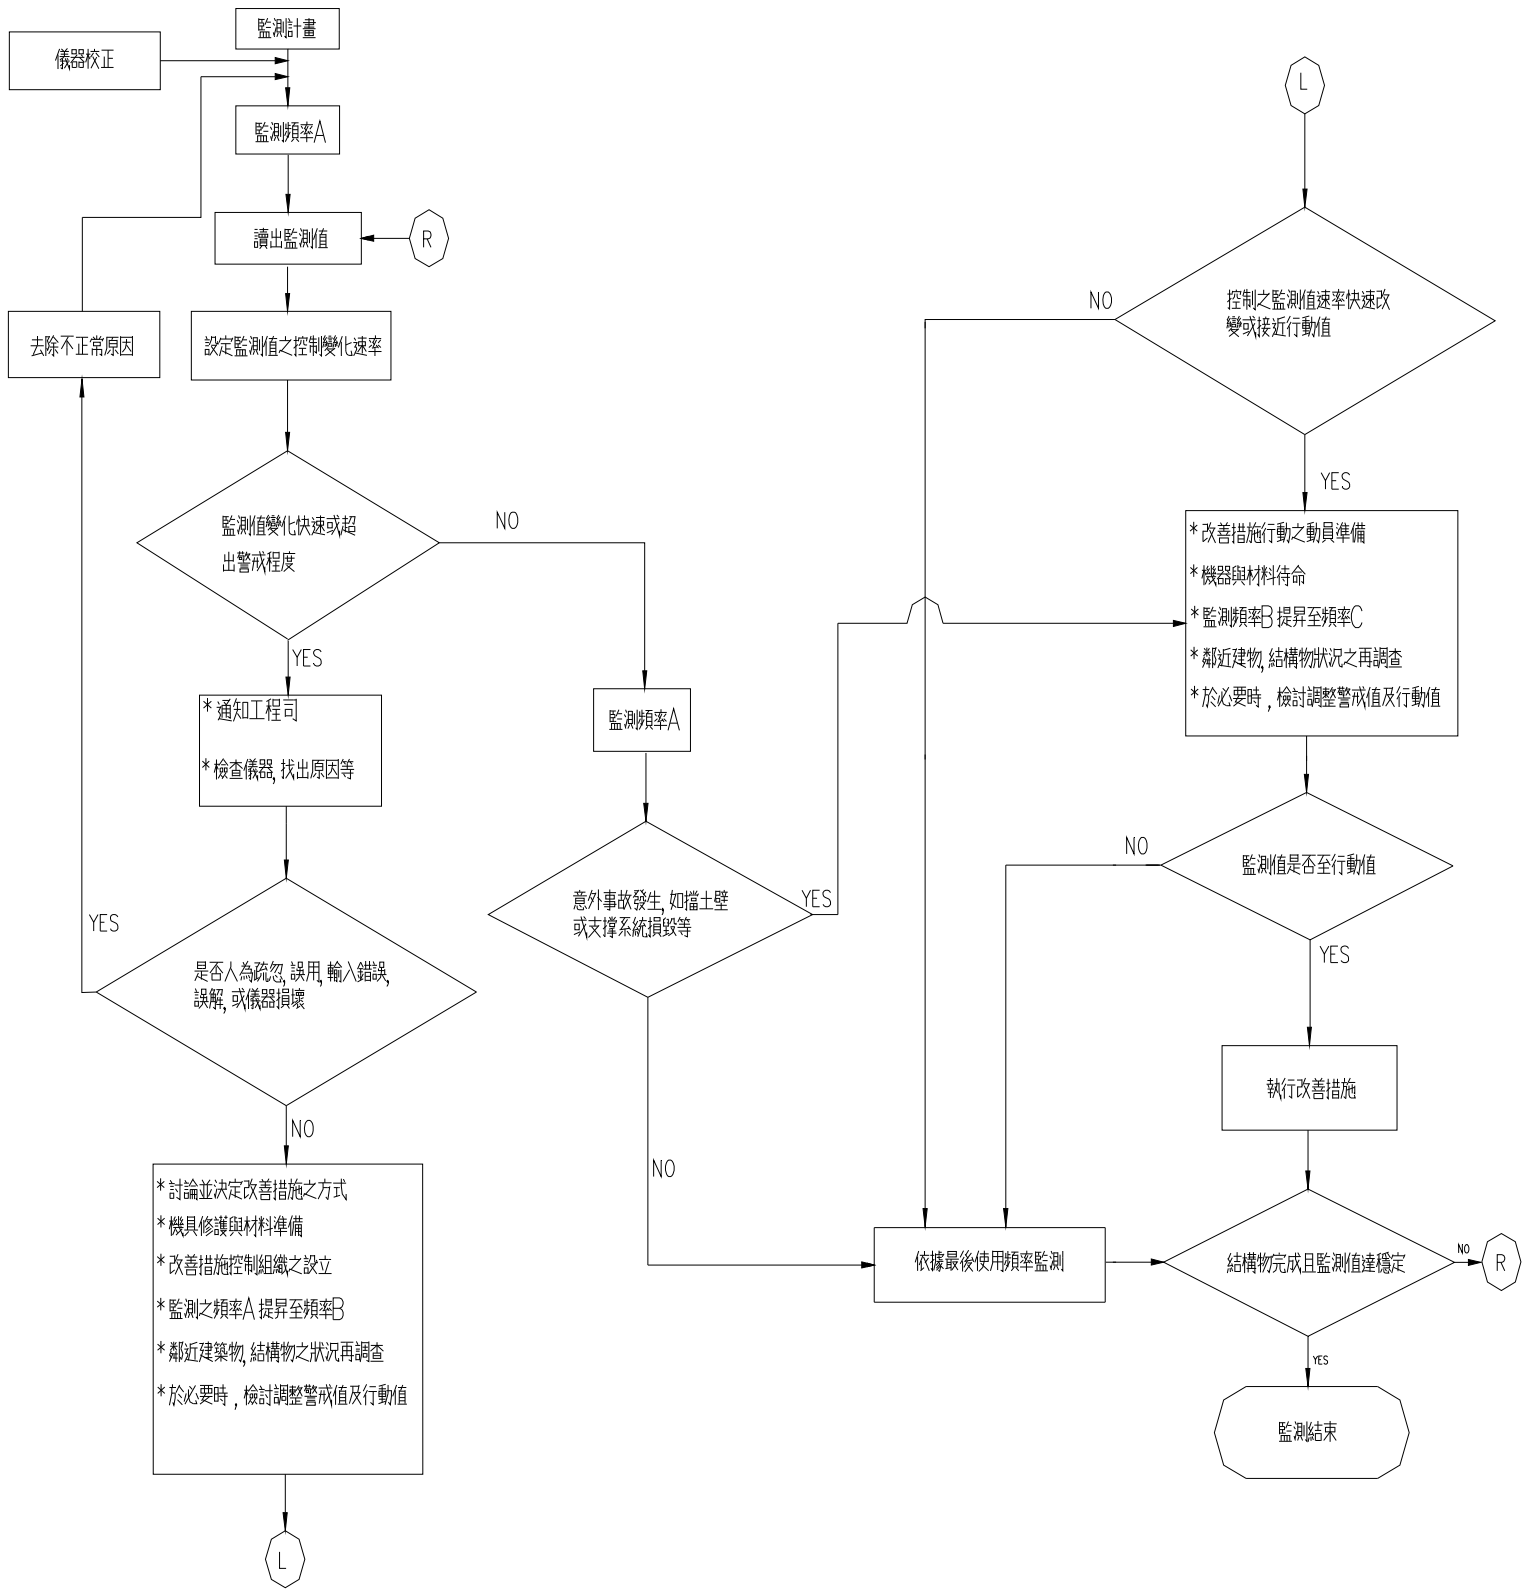 監測計畫
儀器校正
監測頻率A
讀出監測值
R
去除不正常原因
設定監測值之控制變化速率
監測值變化快速或超
出警戒程度
NO
YES
*通知工程司
*檢查儀器,找出原因等
YES
是否人為疏忽,誤用,輸入錯誤,
誤解,或儀器損壞
NO
*討論並決定改善措施之方式
*機具修護與材料準備
*改善措施控制組織之設立
*監測之頻率A提昇至頻率B
*鄰近建築物,結構物之狀況再調查
*於必要時,檢討調整警戒值及行動值
L
監測頻率A
意外事故發生,如擋土壁
或支撐系統損毀等
YES
NO
L
控制之監測值速率快速改
變或接近行動值
NO
YES
*改善措施行動之動員準備
*機器與材料待命
*監測頻率B提昇至頻率C
*鄰近建物,結構物狀況之再調查
*於必要時,檢討調整警戒值及行動值
監測值是否至行動值
NO
YES
執行改善措施
依據最後使用頻率監測
結構物完成且監測值達穩定
NO
R
YES
監測結束